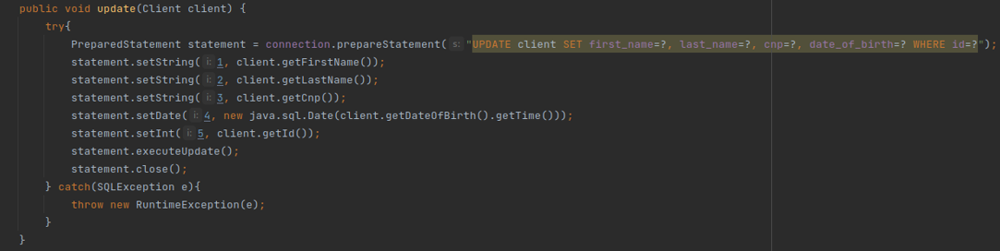 public void update(Client client) {
try{
PreparedStatement statement = connection.prepareStatement( s: "UPDATE client SET first_name=?, last_name=?, cnp=?, date_of_birth=? WHERE id=?");
statement.setString( i: 1, client.getFirstName());
statement.setString( i: 2, client.getLastName());
statement.setString( i: 3, client.getCnp());
statement.setDate( i: 4, new java.sql.Date(client.getDateOfBirth().getTime()));
statement.setInt( i: 5, client.getId());
statement.executeUpdate();
statement.close();
} catch(SQLException e){
throw new RuntimeException(e);
}
}